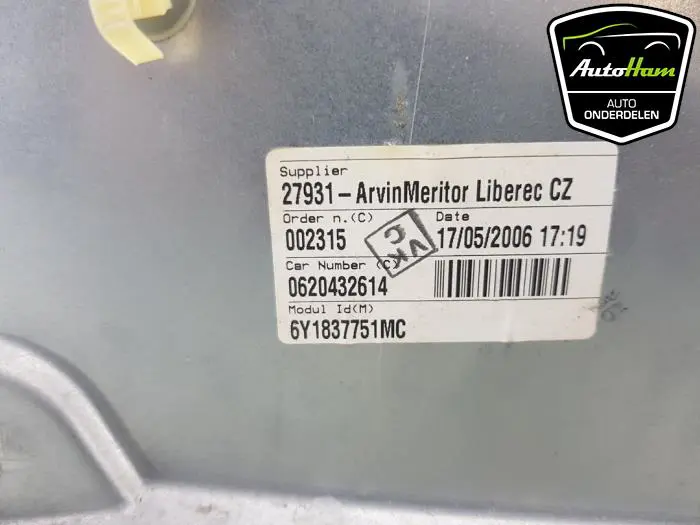 AutoHam
AUTO
ONDERDELEN
Supplier
27931-ArvinMeritor Liberec CZ
Order n.(C)
Date
002315
VKC
17/05/2006 17:19
Car Number (C)
0620432614
Modul Id(M)
6Y1837751MC